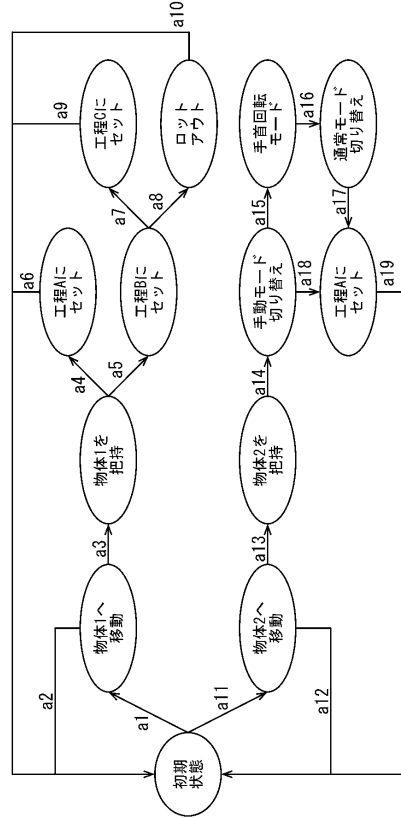 初期
状態
a1
a2
物体1へ
移動
a3
物体1を
把持
a4
a5
a6
工程Aに
セット
工程Bに
セット
a7
a8
a9
工程Cに
セット
a10
ロット
アウト
a11
a12
物体2へ
移動
a13
物体2を
把持
a14
手動モード
切り替え
a15
手首回転
モード
a16
通常モード
切り替え
a17
a18
工程Aに
セット
a19